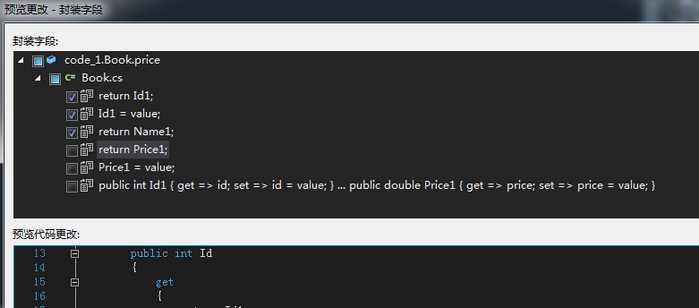 预览更改 - 封装字段
封装字段:
code_1.Book.price
C# Book.cs
return Id1;
Id1 = value;
return Name1;
return Price1;
Price1 = value;
public int Id1 { get => id; set => id = value; } ... public double Price1 { get => price; set => price = value; }
预览代码更改:
13 public int Id
14 {
15 get
16 {